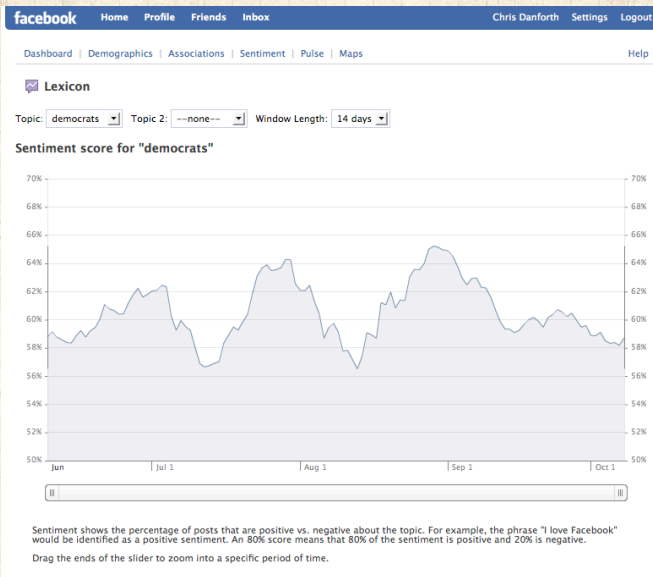 facebook Home Profile Friends Inbox Chris Danforth Settings Logout
Dashboard | Demographics | Associations | Sentiment | Pulse | Maps Help
Lexicon
Topic: democrats Topic 2: --none-- Window Length: 14 days
Sentiment score for "democrats"
70% 70%
68% 68%
66% 66%
64% 64%
62% 62%
60% 60%
58% 58%
56% 56%
54% 54%
52% 52%
50% 50%
Jun Jul 1 Aug 1 Sep 1 Oct 1
Sentiment shows the percentage of posts that are positive vs. negative about the topic. For example, the phrase "I love Facebook"
would be identified as a positive sentiment. An 80% score means that 80% of the sentiment is positive and 20% is negative.
Drag the ends of the slider to zoom into a specific period of time.